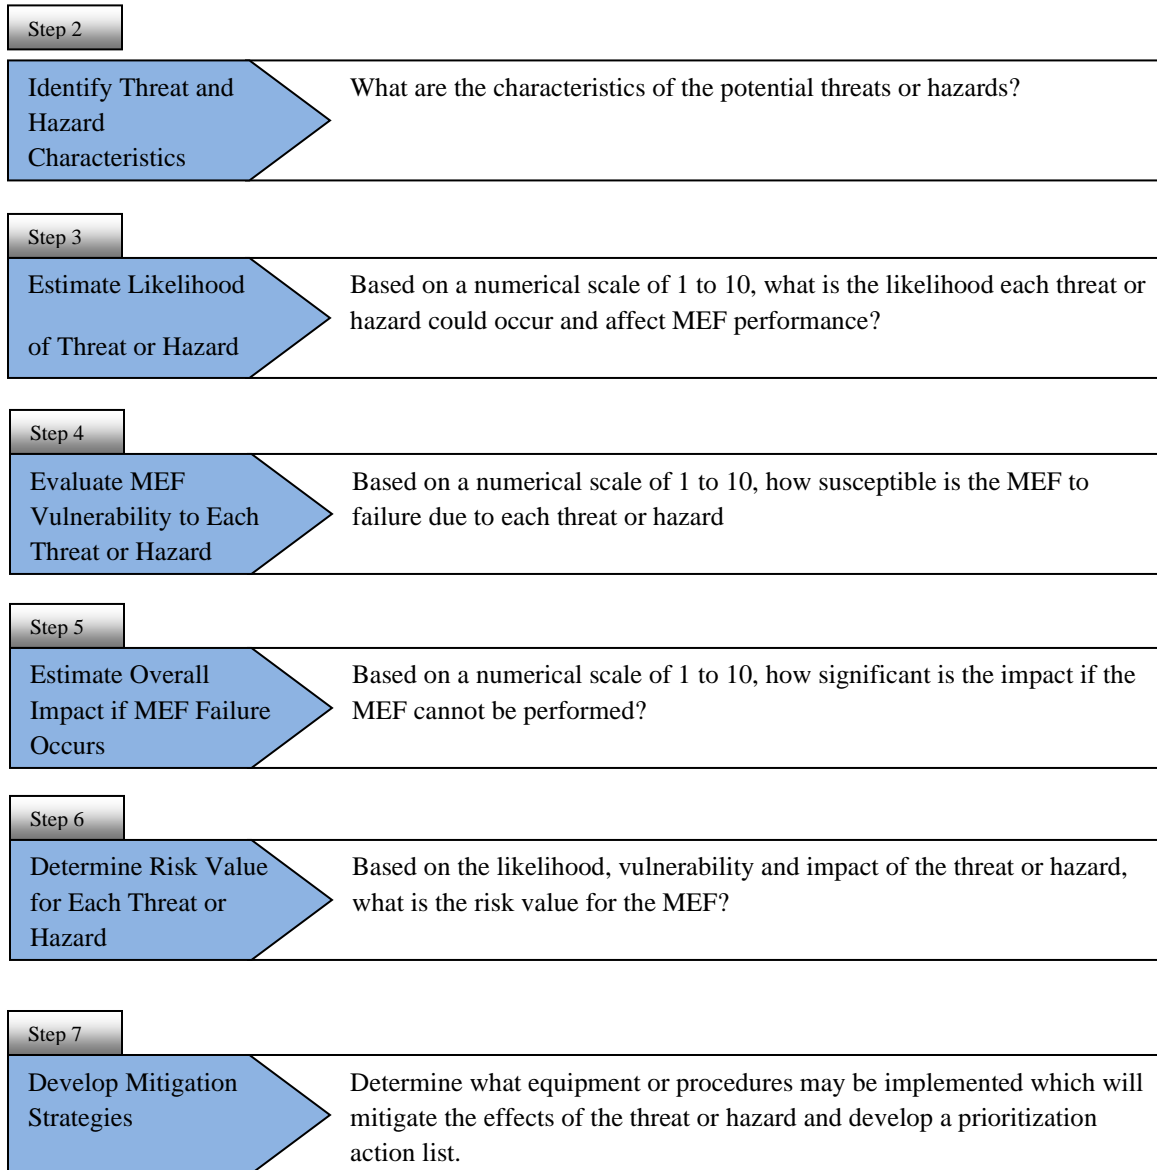 Step 2
Identify Threat and
Hazard
Characteristics
What are the characteristics of the potential threats or hazards?
Step 3
Estimate Likelihood
of Threat or Hazard
Based on a numerical scale of 1 to 10, what is the likelihood each threat or
hazard could occur and affect MEF performance?
Step 4
Evaluate MEF
Vulnerability to Each
Threat or Hazard
Based on a numerical scale of 1 to 10, how susceptible is the MEF to
failure due to each threat or hazard
Step 5
Estimate Overall
Impact if MEF Failure
Occurs
Based on a numerical scale of 1 to 10, how significant is the impact if the
MEF cannot be performed?
Step 6
Determine Risk Value
for Each Threat or
Hazard
Based on the likelihood, vulnerability and impact of the threat or hazard,
what is the risk value for the MEF?
Step 7
Develop Mitigation
Strategies
Determine what equipment or procedures may be implemented which will
mitigate the effects of the threat or hazard and develop a prioritization
action list.